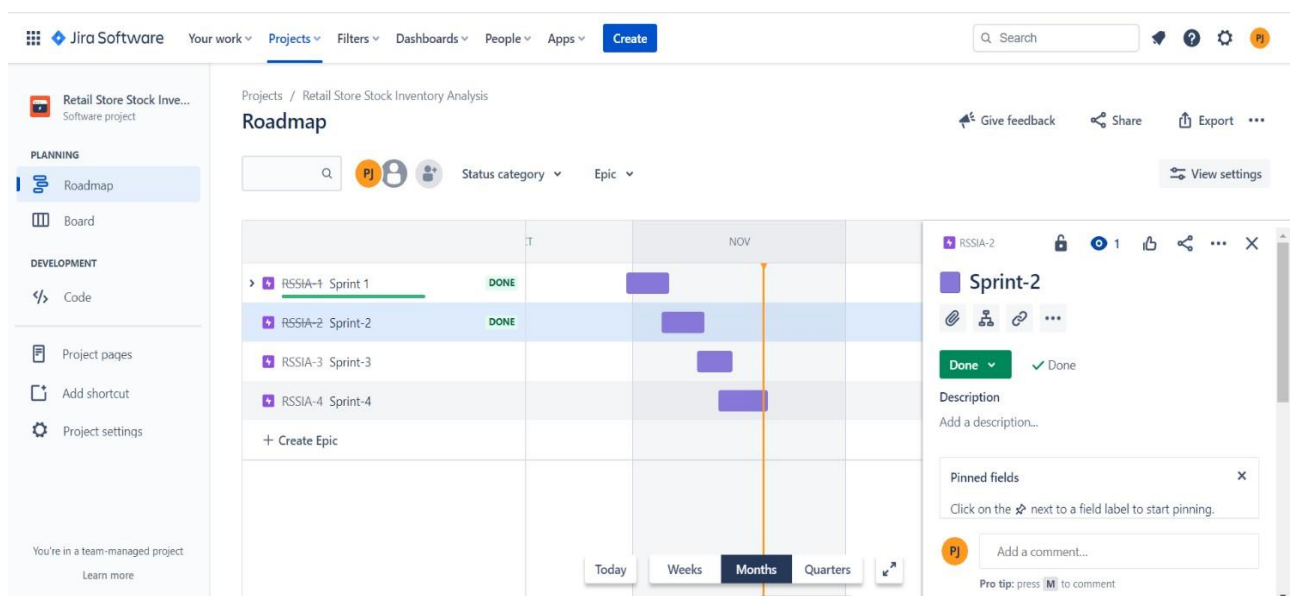 Jira Software Your work Projects Filters Dashboards People Apps Create Search PJ
Retail Store Stock Inve...
Software project
PLANNING
Roadmap
Board
DEVELOPMENT
Code
Project pages
Add shortcut
Project settings
You're in a team-managed project
Learn more
Projects / Retail Store Stock Inventory Analysis
Roadmap
Give feedback Share Export
PJ Status category Epic View settings
NOV
RSSIA-1 Sprint 1 DONE
RSSIA-2 Sprint-2 DONE
RSSIA-3 Sprint-3
RSSIA-4 Sprint-4
+ Create Epic
Today Weeks Months Quarters
RSSIA-2 1
Sprint-2
Done Done
Description
Add a description...
Pinned fields
Click on the next to a field label to start pinning.
PJ Add a comment...
Pro tip: press M to comment